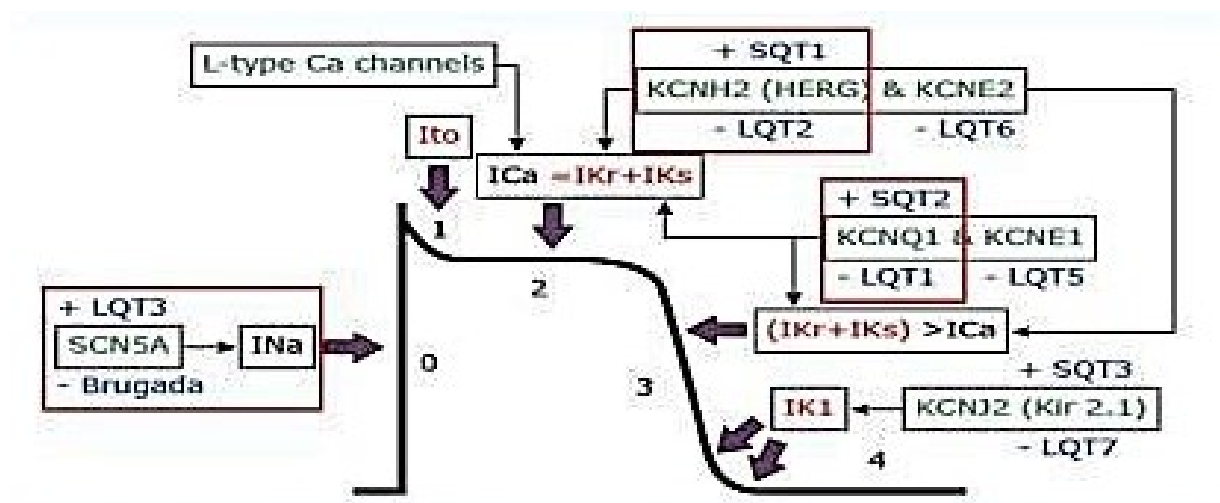 + SQT1
L-type Ca channels
KCNH2 (HERG) & KCNE2
- LQT2
- LQT6
Ito
ICa =IKr+IKs
+ SQT2
1
KCNQ1 & KCNE1
- LQT1
- LQT5
2
+ LQT3
SCN5A
INa
- Brugada
0
(IKr+IKs) >ICa
3
+ SQT3
IK1
KCNJ2 (Kir 2.1)
- LQT7
4